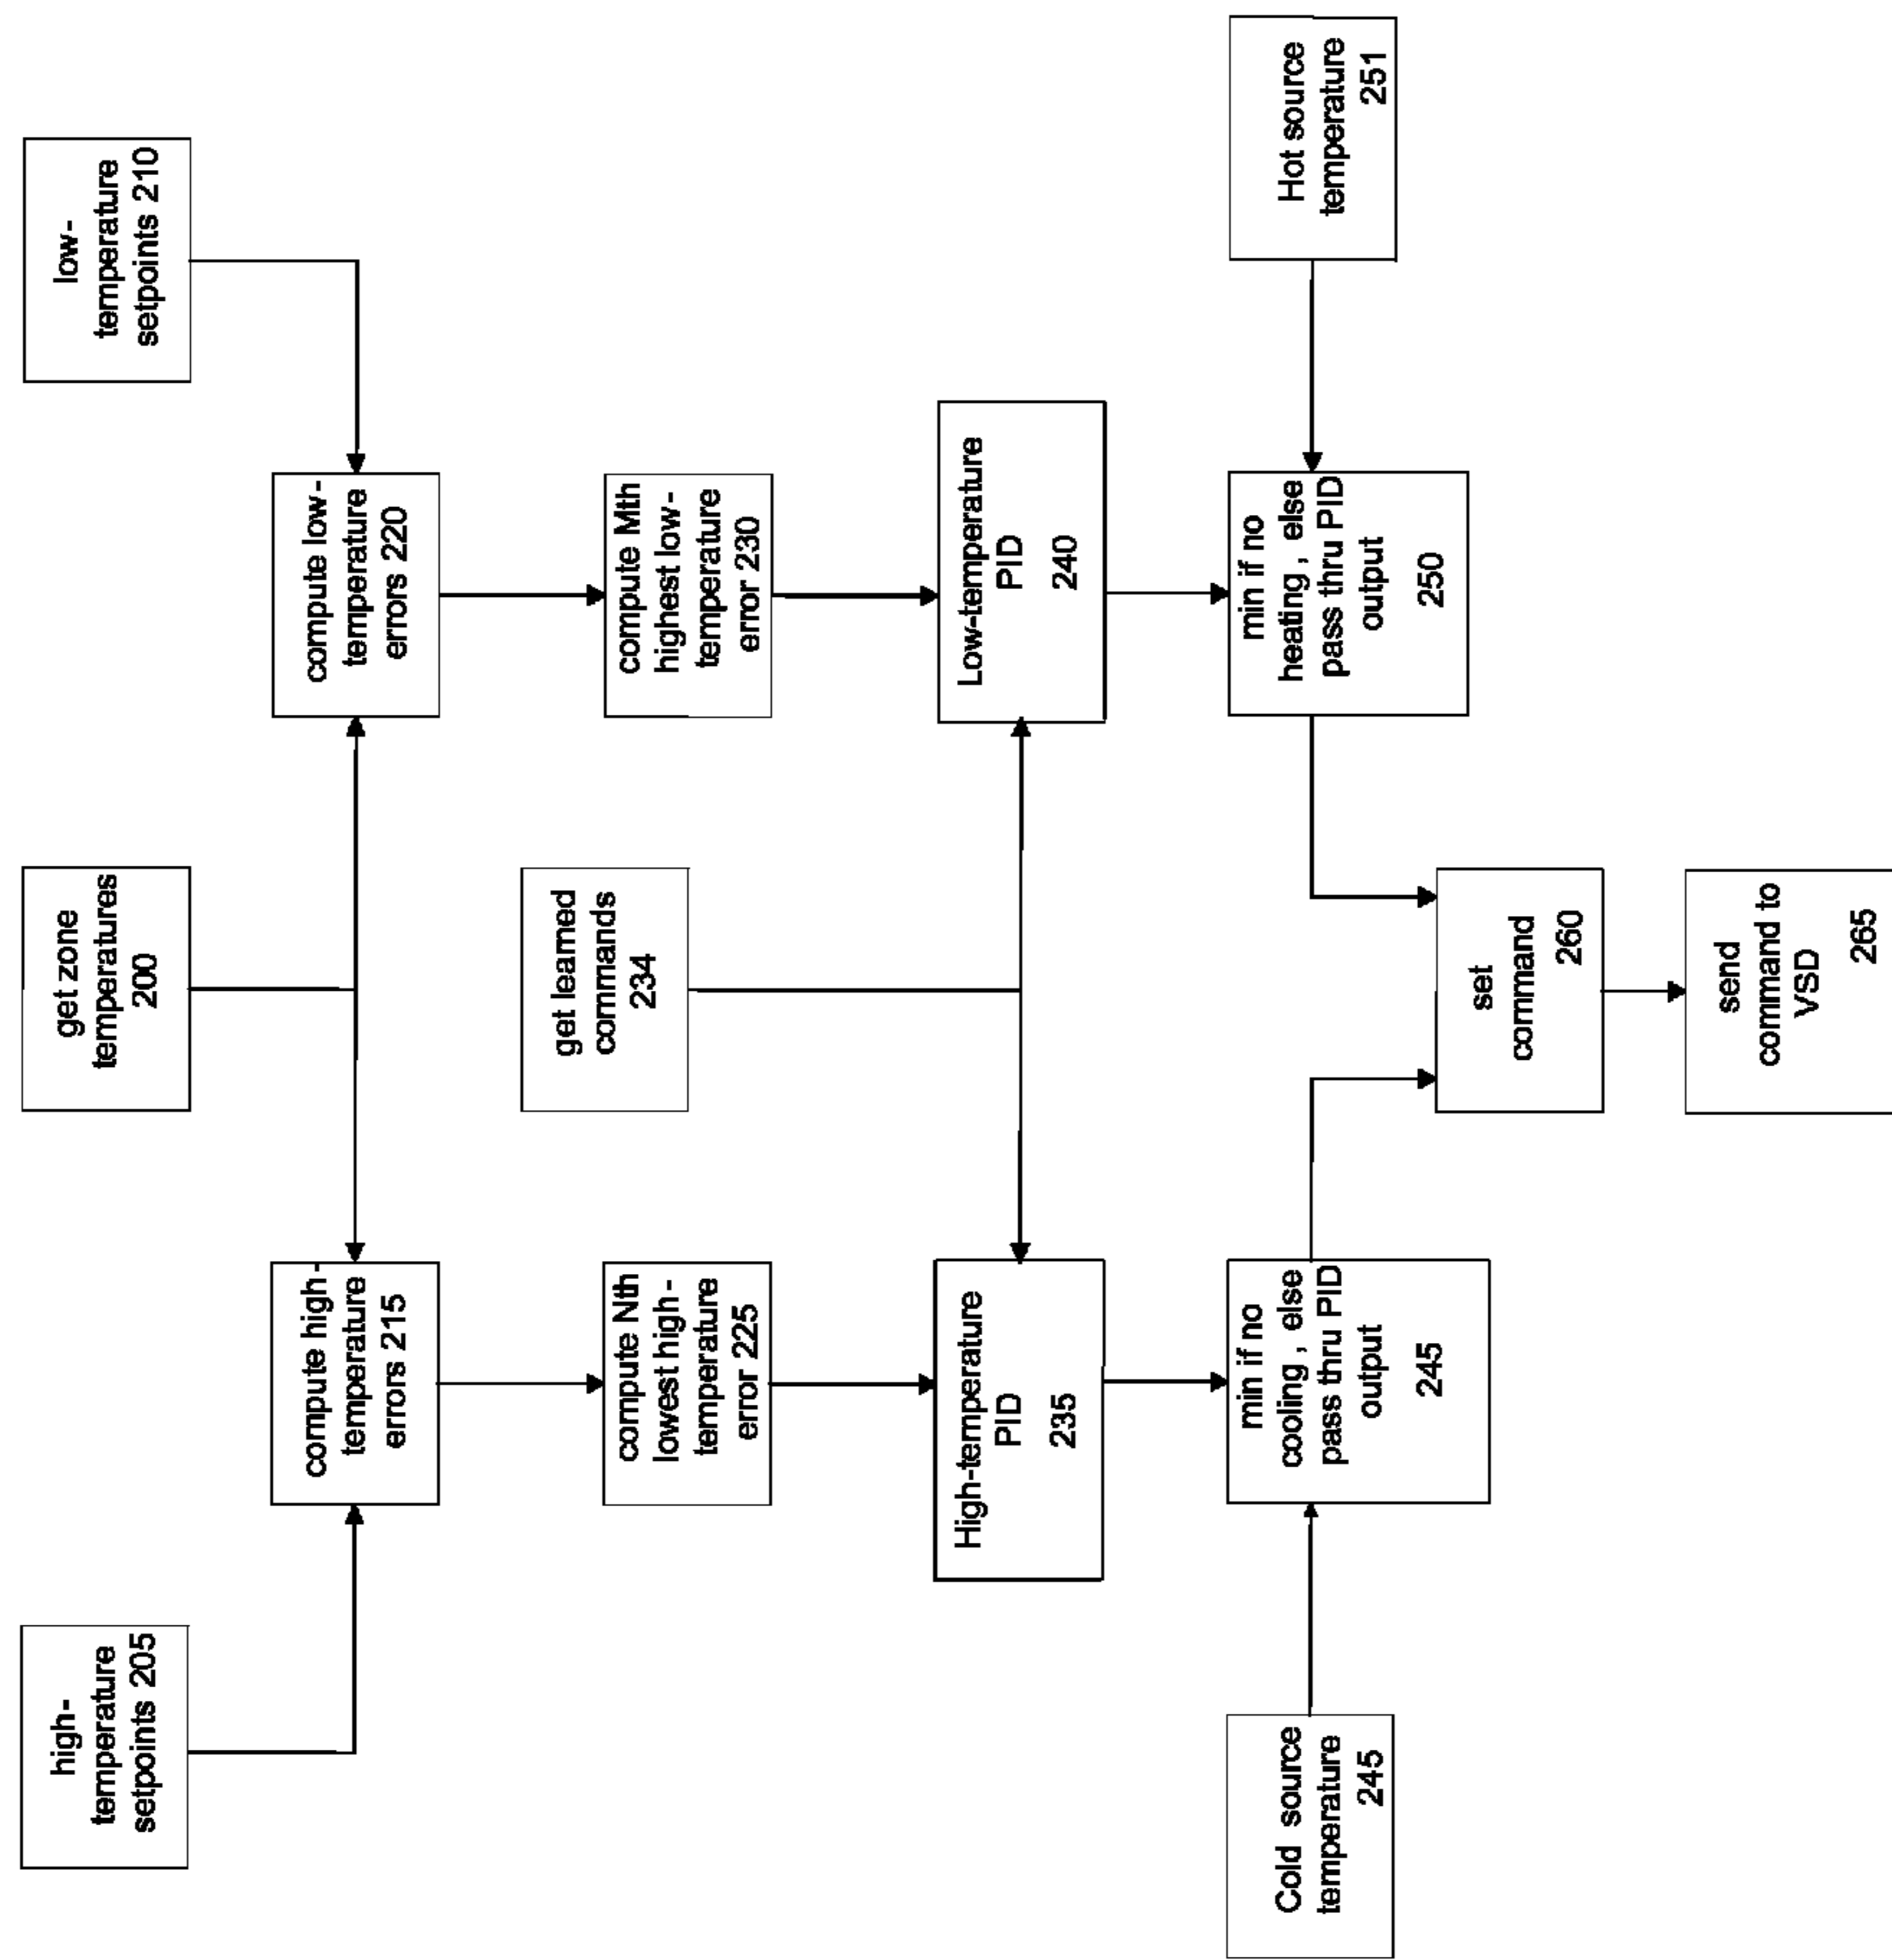 high-
temperature
setpoints 205
get zone
temperatures
200
low-
temperature
setpoints 210
compute high-
temperature
errors 215
compute low-
temperature
errors 220
compute Nth
lowest high-
temperature
error 225
get learned
commands
234
compute Mth
highest low-
temperature
error 230
High-temperature
PID
235
Low-temperature
PID
240
Cold source
temperature
245
min if no
cooling , else
pass thru PID
output
245
min if no
heating , else
pass thru PID
output
250
Hot source
temperature
251
set
command
260
send
command to
VSD
265